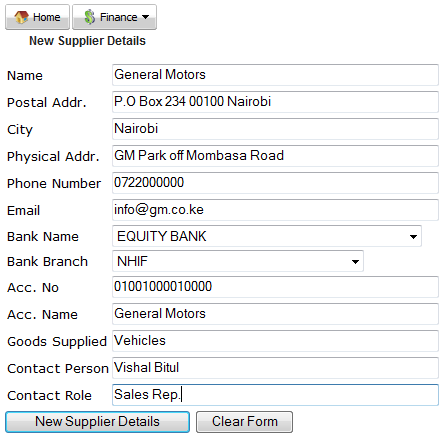 Home Finance
New Supplier Details
Name General Motors
Postal Addr. P.O Box 234 00100 Nairobi
City Nairobi
Physical Addr. GM Park off Mombasa Road
Phone Number 0722000000
Email info@gm.co.ke
Bank Name EQUITY BANK
Bank Branch NHIF
Acc. No 01001000010000
Acc. Name General Motors
Goods Supplied Vehicles
Contact Person Vishal Bitul
Contact Role Sales Rep.
New Supplier Details Clear Form